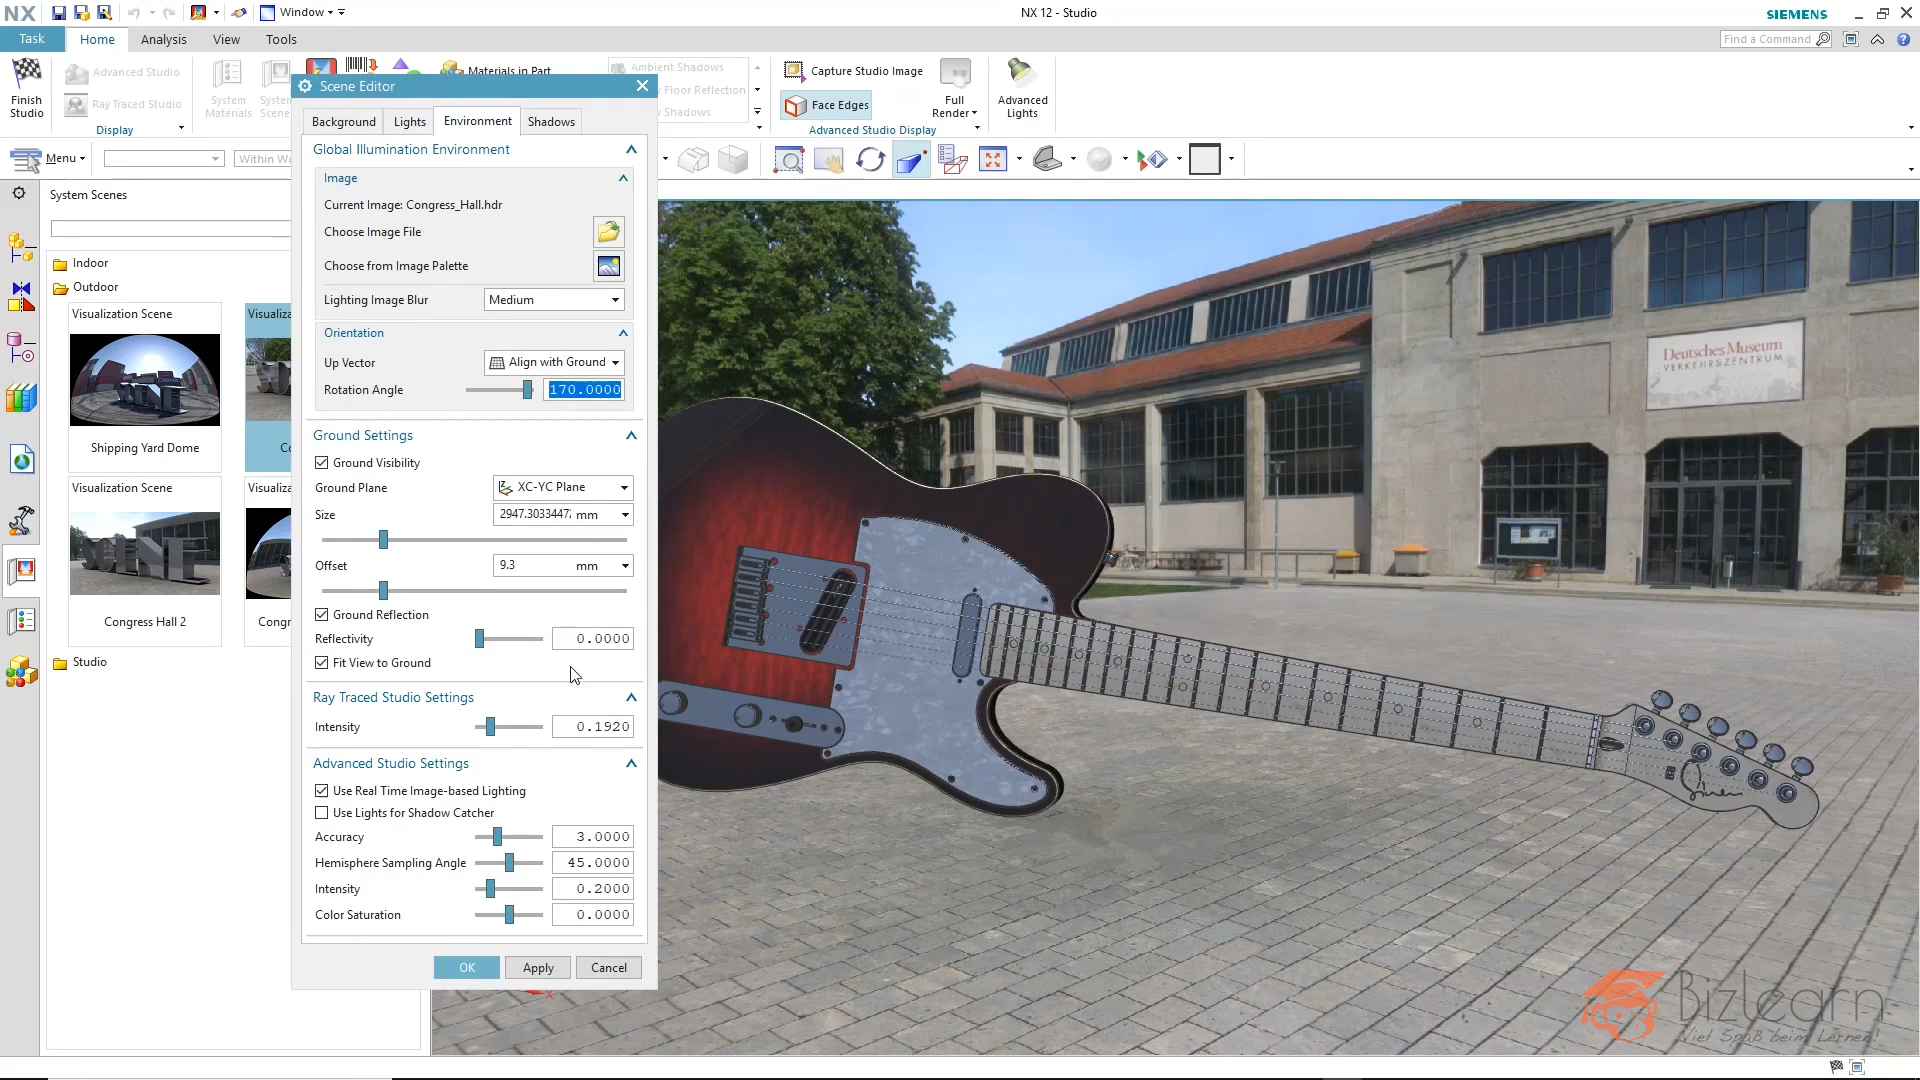 NX
Window
NX 12 - Studio
SIEMENS
Task
Home
Analysis
View
Tools
Find a Command
Finish
Studio
Advanced Studio
Ray Traced Studio
Display
System
Materials
System
Scene
Materials in Part
Ambient Shadows
Floor Reflection
Shadows
Capture Studio Image
Face Edges
Full
Render
Advanced
Lights
Advanced Studio Display
Menu
System Scenes
Indoor
Outdoor
Visualization Scene
Shipping Yard Dome
Visualization Scene
Congress Hall 2
Studio
Scene Editor
Background
Lights
Environment
Shadows
Global Illumination Environment
Image
Current Image: Congress_Hall.hdr
Choose Image File
Choose from Image Palette
Lighting Image Blur
Medium
Orientation
Up Vector
Align with Ground
Rotation Angle
170.0000
Ground Settings
Ground Visibility
Ground Plane
XC-YC Plane
Size
mm
Offset
9.3 mm
Ground Reflection
Reflectivity
0.0000
Fit View to Ground
Ray Traced Studio Settings
Intensity
0.1920
Advanced Studio Settings
Use Real Time Image-based Lighting
Use Lights for Shadow Catcher
Accuracy
3.0000
Hemisphere Sampling Angle
45.0000
Intensity
0.2000
Color Saturation
0.0000
OK
Apply
Cancel
Deutsches Museum
VERKEHRSZENTRUM
Bizlearn
Viel Spaß beim Lernen!